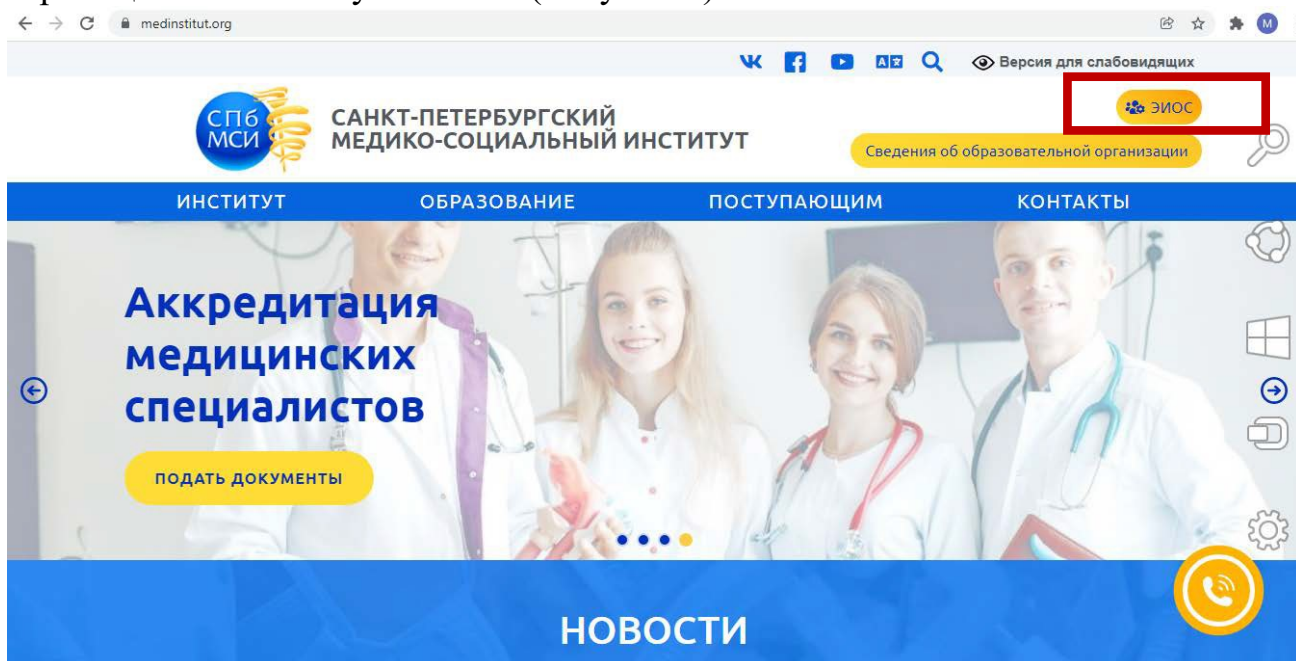 medinstitut.org
M
Версия для слабовидящих
СПб
МСИ
САНКТ-ПЕТЕРБУРГСКИЙ
МЕДИКО-СОЦИАЛЬНЫЙ ИНСТИТУТ
ЭИОС
Сведения об образовательной организации
ИНСТИТУТ ОБРАЗОВАНИЕ ПОСТУПАЮЩИМ КОНТАКТЫ
Аккредитация
медицинских
специалистов
ПОДАТЬ ДОКУМЕНТЫ
НОВОСТИ